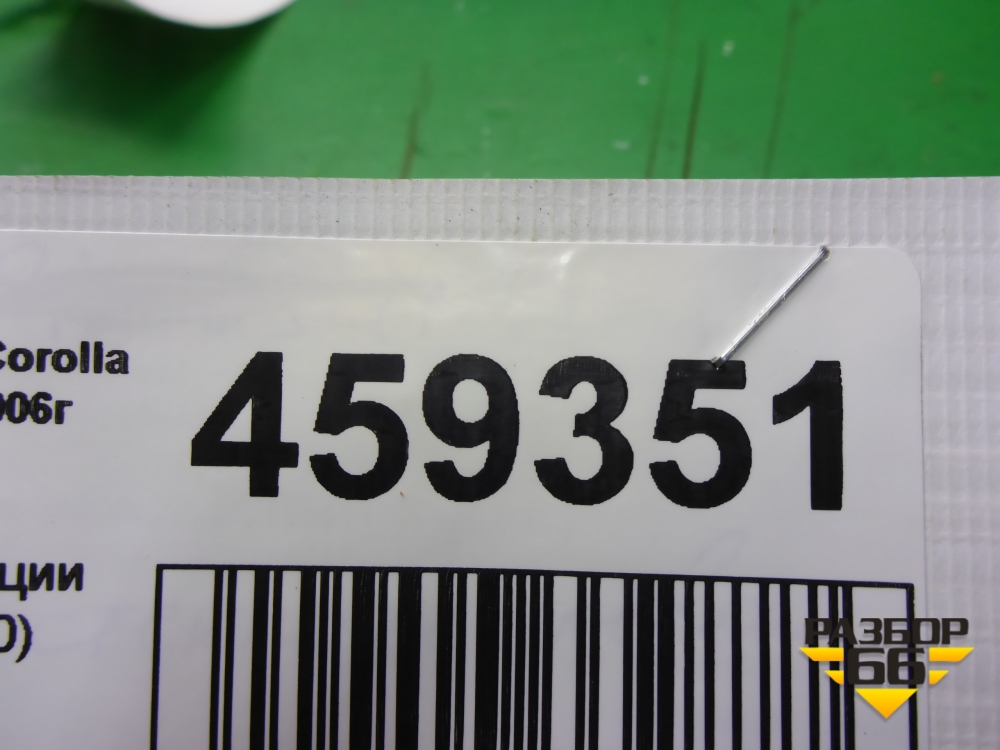 Corolla
459351
006г
ции
0)
РАЗБОР
66